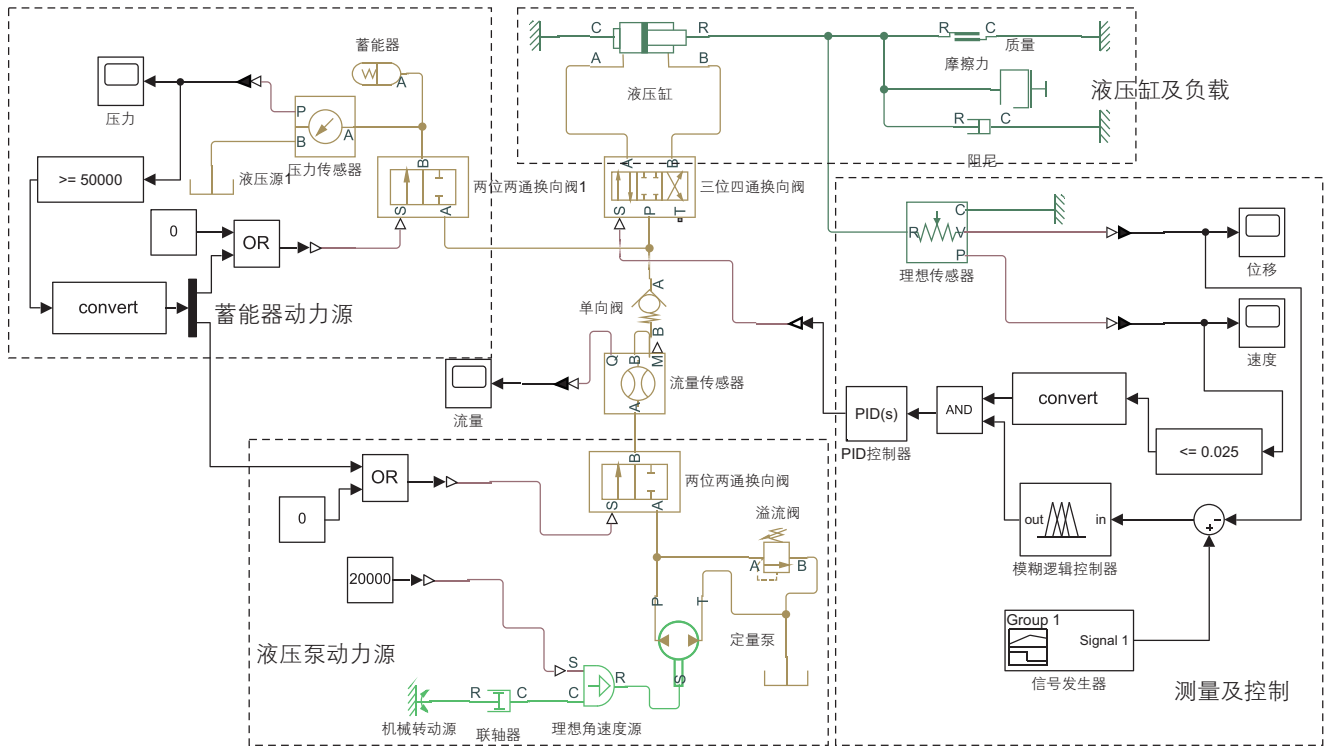 蓄能器
A
压力
P
B
A
液压源1
压力传感器
>= 50000
B
S
A
两位两通换向阀1
0
OR
convert
蓄能器动力源
C
R
A
B
液压缸
R
C
质量
摩擦力
R
C
阻尼
液压缸及负载
A
B
三位四通换向阀
S
P
T
R
C
V
P
理想传感器
位移
速度
A
单向阀
B
Q
B
M
流量传感器
A
流量
PID(s)
PID控制器
AND
convert
<= 0.025
out
in
模糊逻辑控制器
-
+
Group 1
Signal 1
信号发生器
测量及控制
OR
0
B
S
A
两位两通换向阀
溢流阀
A
B
20000
P
T
定量泵
S
液压泵动力源
S
R
C
R
C
机械转动源
联轴器
理想角速度源